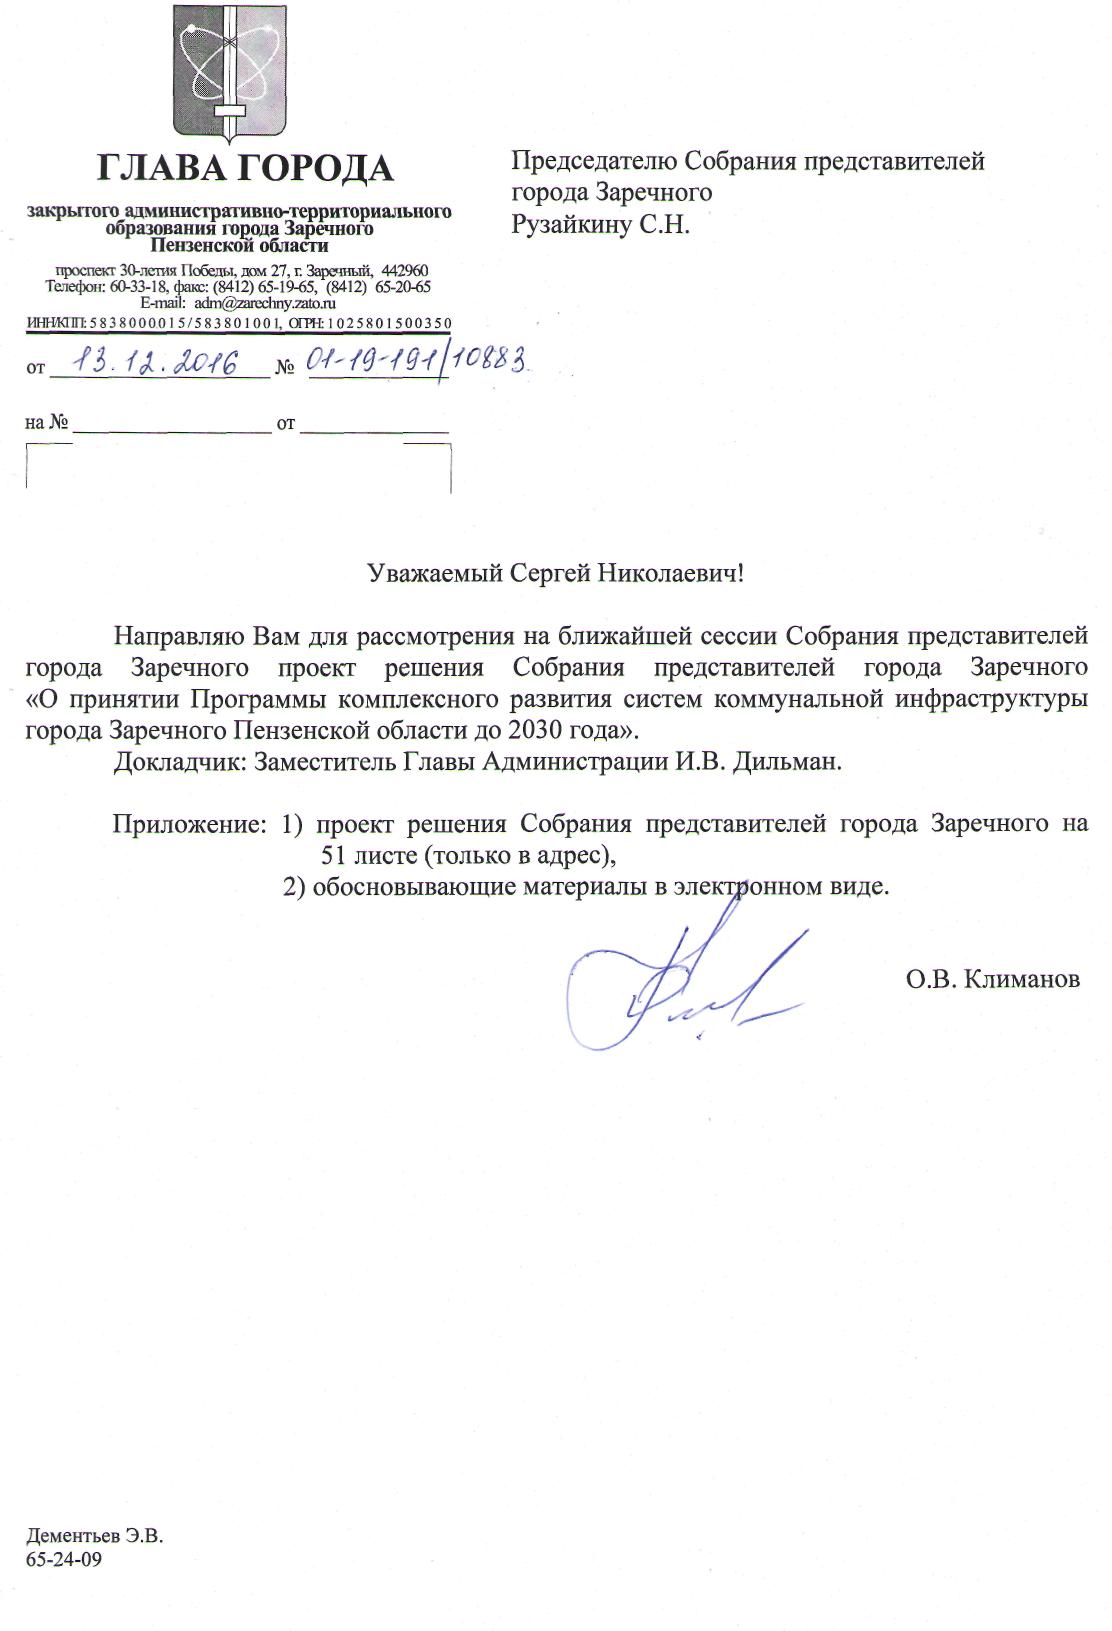 ГЛАВА ГОРОДА
закрытого административно-территориального
образования города Заречного
Пензенской области
проспект 30-летия Победы, дом 27, г. Заречный, 442960
Телефон: 60-33-18, факс: (8412) 65-19-65, (8412) 65-20-65
E-mail: adm@zarechny.zato.ru
ИНН/КПП: 5838000015/583801001, ОГРН: 1025801500350
от 13.12.2016 № 01-19-191/10883
на № от
Председателю Собрания представителей
города Заречного
Рузайкину С.Н.
Уважаемый Сергей Николаевич!
Направляю Вам для рассмотрения на ближайшей сессии Собрания представителей
города Заречного проект решения Собрания представителей города Заречного
«О принятии Программы комплексного развития систем коммунальной инфраструктуры
города Заречного Пензенской области до 2030 года».
Докладчик: Заместитель Главы Администрации И.В. Дильман.
Приложение: 1) проект решения Собрания представителей города Заречного на
51 листе (только в адрес),
2) обосновывающие материалы в электронном виде.
О.В. Климанов
Дементьев Э.В.
65-24-09